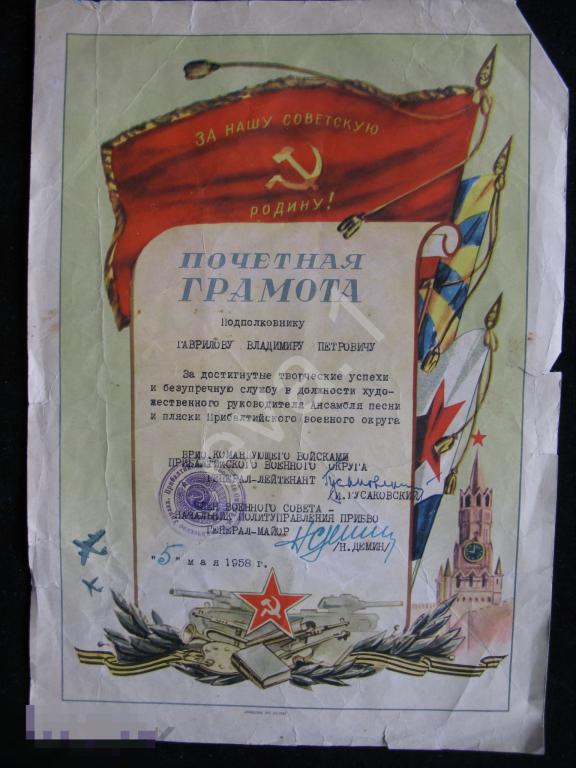 ЗА НАШУ СОВЕТСКУЮ
РОДИНУ!
ПОЧЕТНАЯ
ГРАМОТА
Подполковнику
ГАВРИЛОВУ ВЛАДИМИРУ ПЕТРОВИЧУ
За достигнутые творческие успехи
и безупречную службу в должности худо-
жественного руководителя Ансамбля песни
и пляски Прибалтийского военного округа
ВРИО.КОМАНДУЮЩЕГО ВОЙСКАМИ
ПРИБАЛТИЙСКОГО ВОЕННОГО ОКРУГА
ГЕНЕРАЛ-ЛЕЙТЕНАНТ
/И.ГУСАКОВСКИЙ/
ЧЛЕН ВОЕННОГО СОВЕТА -
НАЧАЛЬНИК ПОЛИТУПРАВЛЕНИЯ ПРИБВО
ГЕНЕРАЛ-МАЙОР
/Н.ДЕМИН/
"5" мая 1958 г.